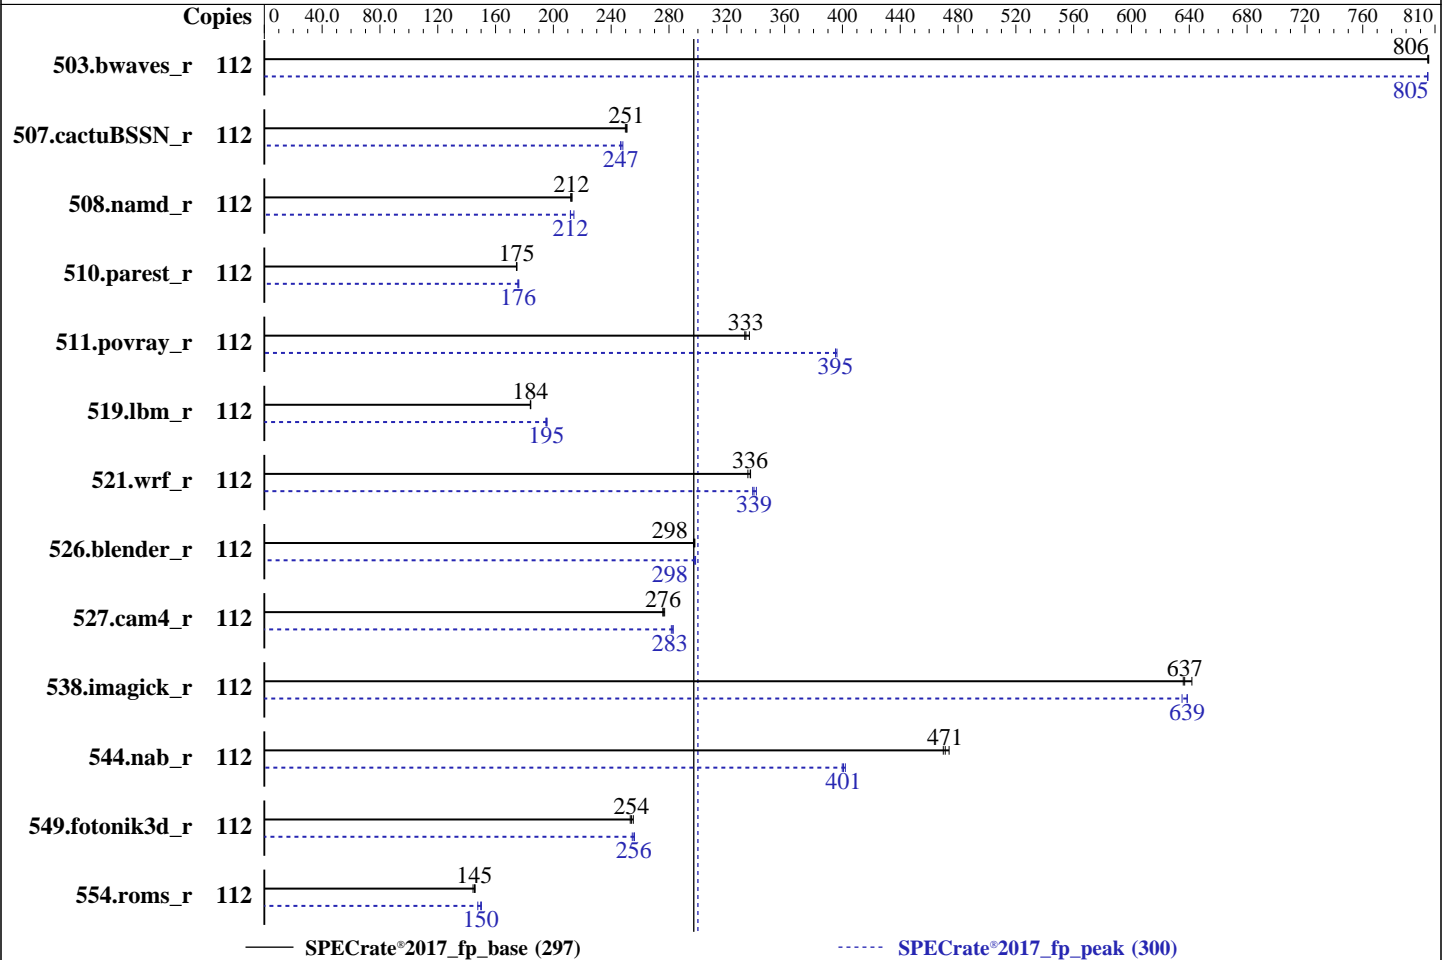 Copies 0 40.0 80.0 120 160 200 240 280 320 360 400 440 480 520 560 600 640 680 720 760 810
806
503.bwaves_r 112
805
251
507.cactuBSSN_r 112
247
212
508.namd_r 112
212
175
510.parest_r 112
176
333
511.povray_r 112
395
184
519.lbm_r 112
195
336
521.wrf_r 112
339
298
526.blender_r 112
298
276
527.cam4_r 112
283
637
538.imagick_r 112
639
471
544.nab_r 112
401
254
549.fotonik3d_r 112
256
145
554.roms_r 112
150
SPECrate®2017_fp_base (297) SPECrate®2017_fp_peak (300)